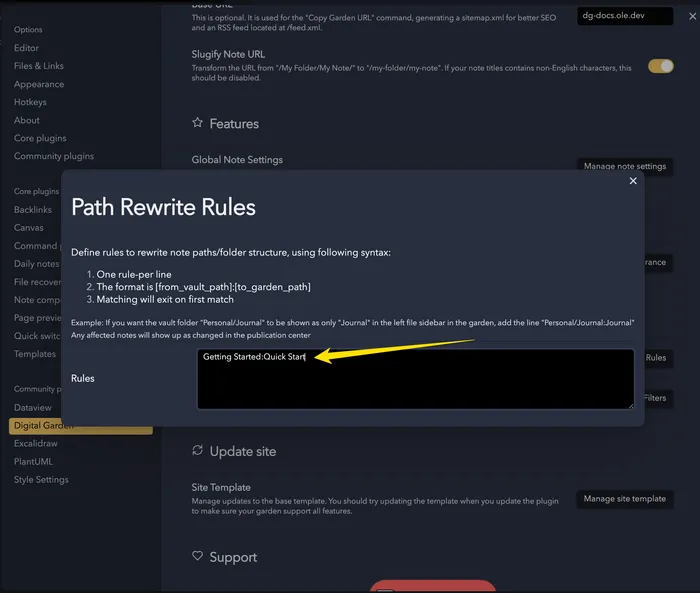 Base URL
This is optional. It is used for the "Copy Garden URL" command, generating a sitemap.xml for better SEO
and an RSS feed located at /feed.xml.
dg-docs.ole.dev
Options
Editor
Files & Links
Appearance
Hotkeys
About
Core plugins
Community plugins
Slugify Note URL
Transform the URL from "/My Folder/My Note/" to "/my-folder/my-note". If your note titles contains non-English characters, this
should be disabled.
Features
Global Note Settings
Manage note settings
Core plugins
Backlinks
Canvas
Command
Daily notes
File recover
Note comp
Page previe
Quick switc
Templates
Community p
Dataview
Digital Garden
Excalidraw
PlantUML
Style Settings
Path Rewrite Rules
Define rules to rewrite note paths/folder structure, using following syntax:
1. One rule-per line
2. The format is [from_vault_path]:[to_garden_path]
3. Matching will exit on first match
Example: If you want the vault folder "Personal/Journal" to be shown as only "Journal" in the left file sidebar in the garden, add the line "Personal/Journal:Journal"
Any affected notes will show up as changed in the publication center
Rules
Getting Started:Quick Start
rance
Rules
Filters
Update site
Site Template
Manage updates to the base template. You should try updating the template when you update the plugin
to make sure your garden support all features.
Manage site template
Support